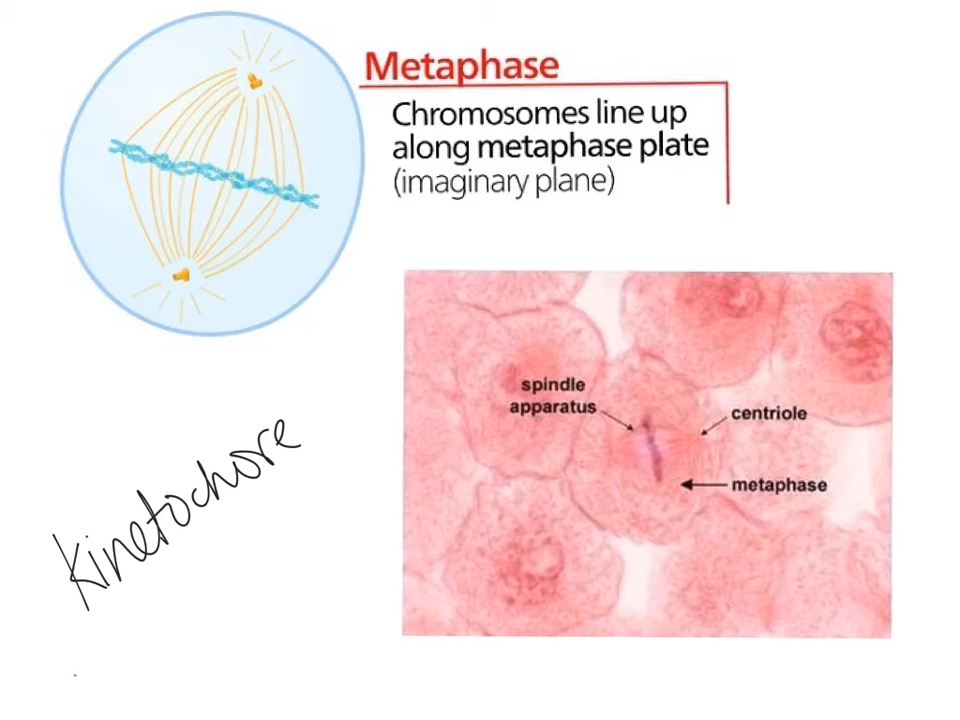 Metaphase
Chromosomes line up
along metaphase plate
(imaginary plane)
spindle
apparatus
centriole
metaphase
Kinetochore